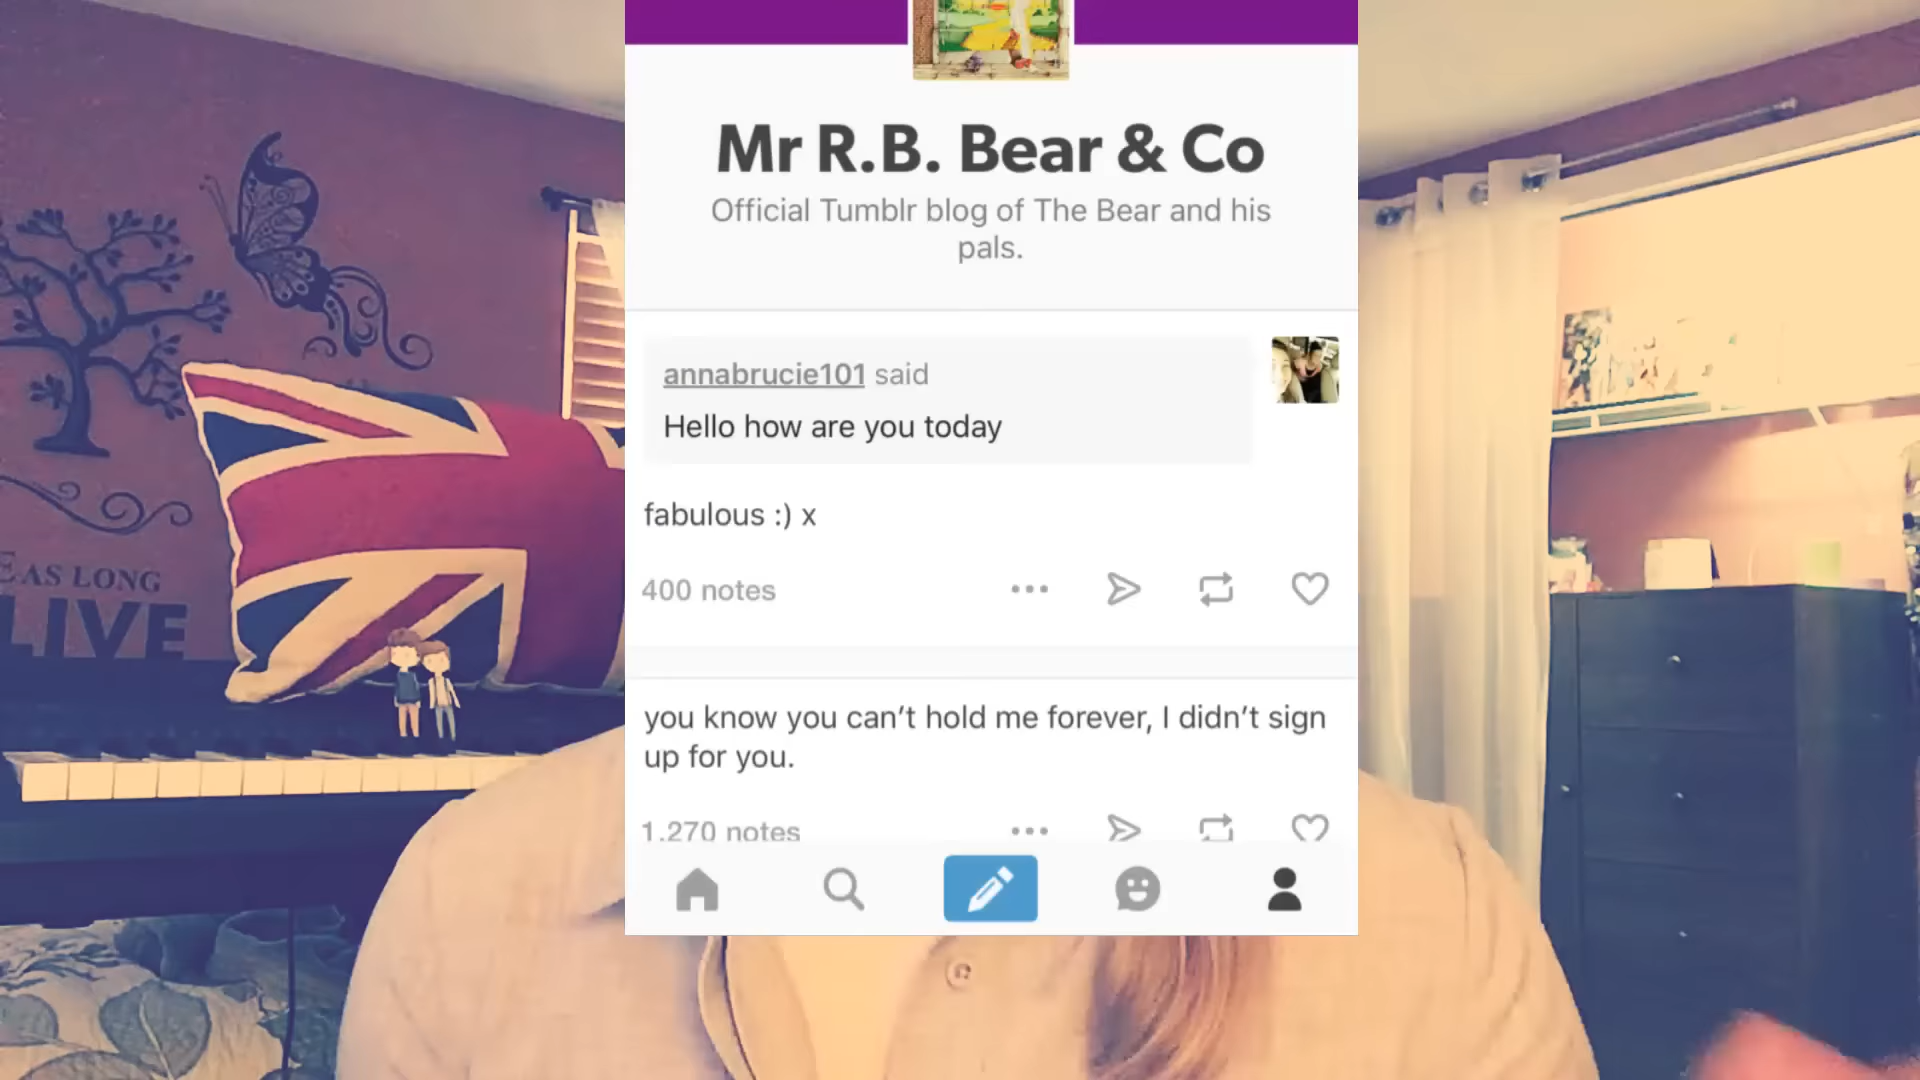 Mr R.B. Bear & Co
Official Tumblr blog of The Bear and his
pals.
annabrucie101 said
Hello how are you today
fabulous :) x
400 notes
you know you can't hold me forever, I didn't sign
up for you.
1,270 notes
E AS LONG
LIVE